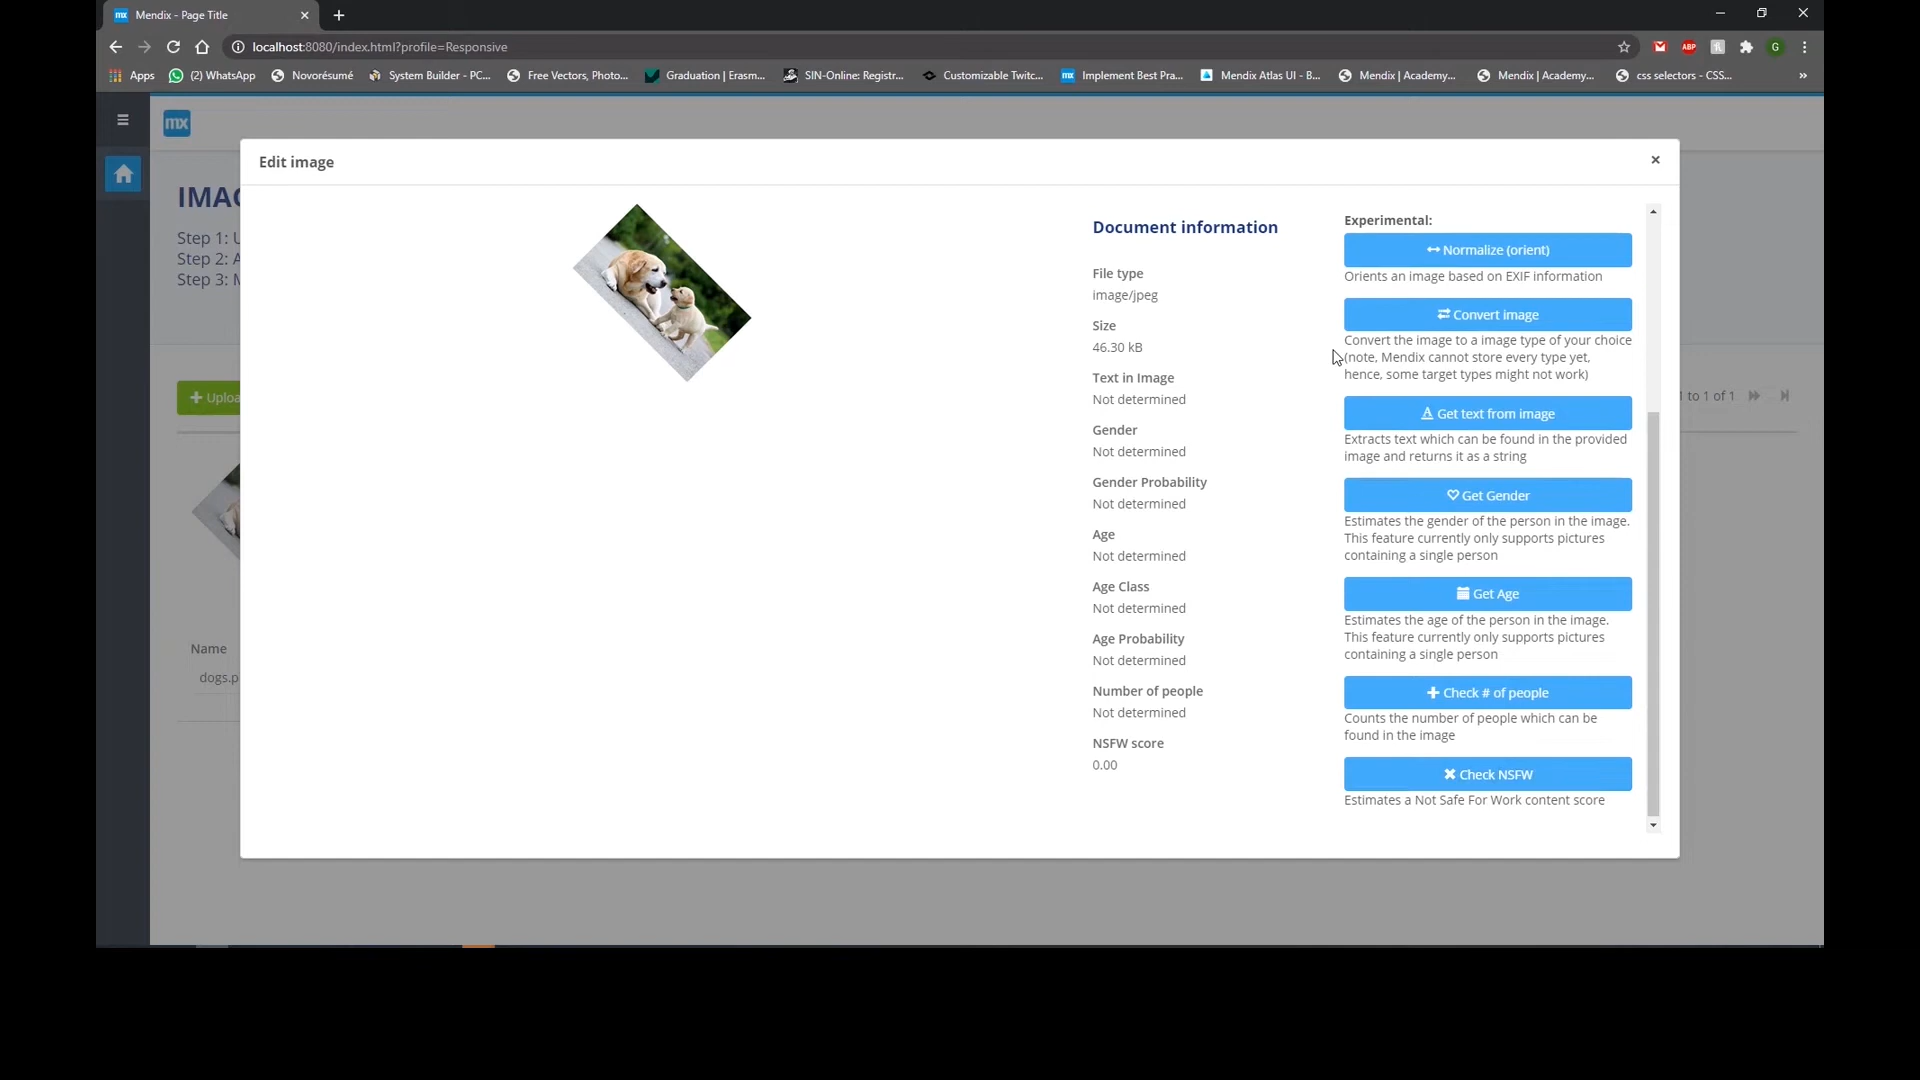 mx Mendix - Page Title
localhost:8080/index.html?profile=Responsive
ABP
G
Apps
(2) WhatsApp
Novorésumé
System Builder - PC...
Free Vectors, Photo...
Graduation | Erasm...
SIN-Online: Registr...
Customizable Twitc...
mx Implement Best Pra...
Mendix Atlas UI - B...
Mendix | Academy...
Mendix | Academy...
css selectors - CSS...
mx
IMAG
Step 1: U
Step 2: A
Step 3: M
Uploa
1 to 1 of 1
Name
dogs.p
Edit image
Document information
File type
image/jpeg
Size
46.30 kB
Text in Image
Not determined
Gender
Not determined
Gender Probability
Not determined
Age
Not determined
Age Class
Not determined
Age Probability
Not determined
Number of people
Not determined
NSFW score
0.00
Experimental:
Normalize (orient)
Orients an image based on EXIF information
Convert image
Convert the image to a image type of your choice
(note, Mendix cannot store every type yet,
hence, some target types might not work)
Get text from image
Extracts text which can be found in the provided
image and returns it as a string
Get Gender
Estimates the gender of the person in the image.
This feature currently only supports pictures
containing a single person
Get Age
Estimates the age of the person in the image.
This feature currently only supports pictures
containing a single person
Check # of people
Counts the number of people which can be
found in the image
Check NSFW
Estimates a Not Safe For Work content score